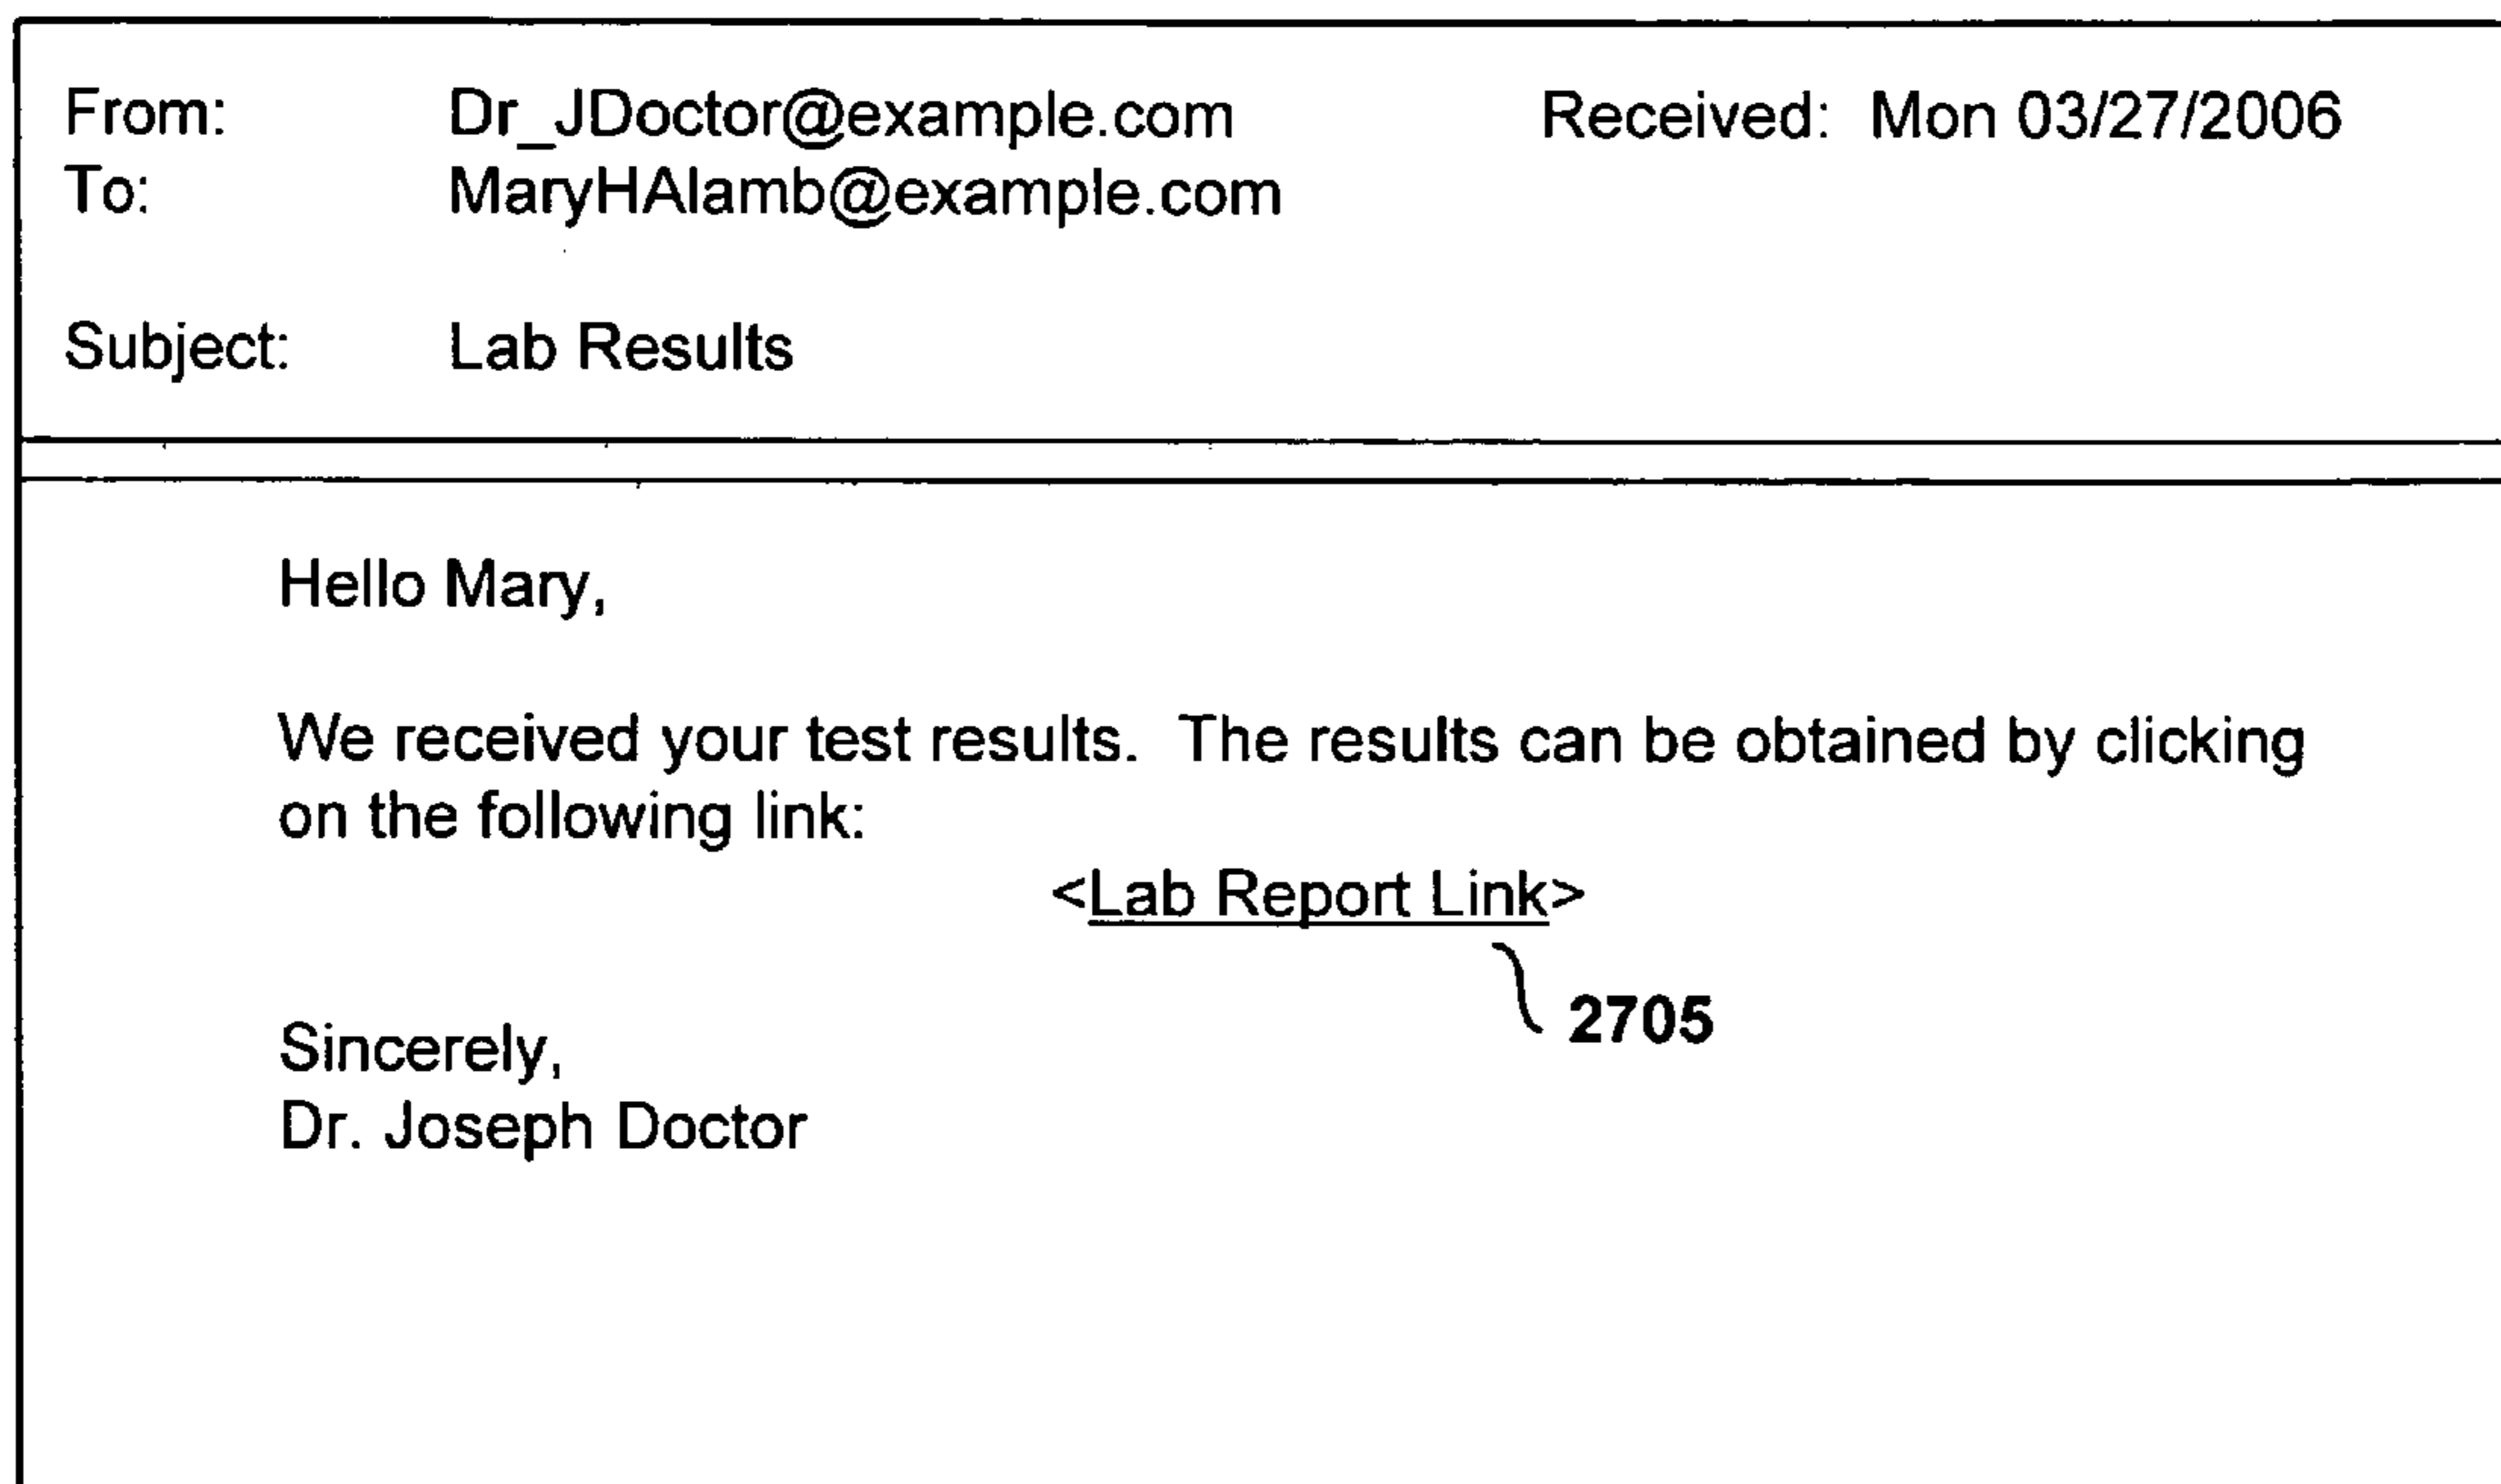 From: Dr_JDoctor@example.com Received: Mon 03/27/2006
To: MaryHAlamb@example.com
Subject: Lab Results
Hello Mary,
We received your test results. The results can be obtained by clicking
on the following link:
<Lab Report Link>
2705
Sincerely,
Dr. Joseph Doctor